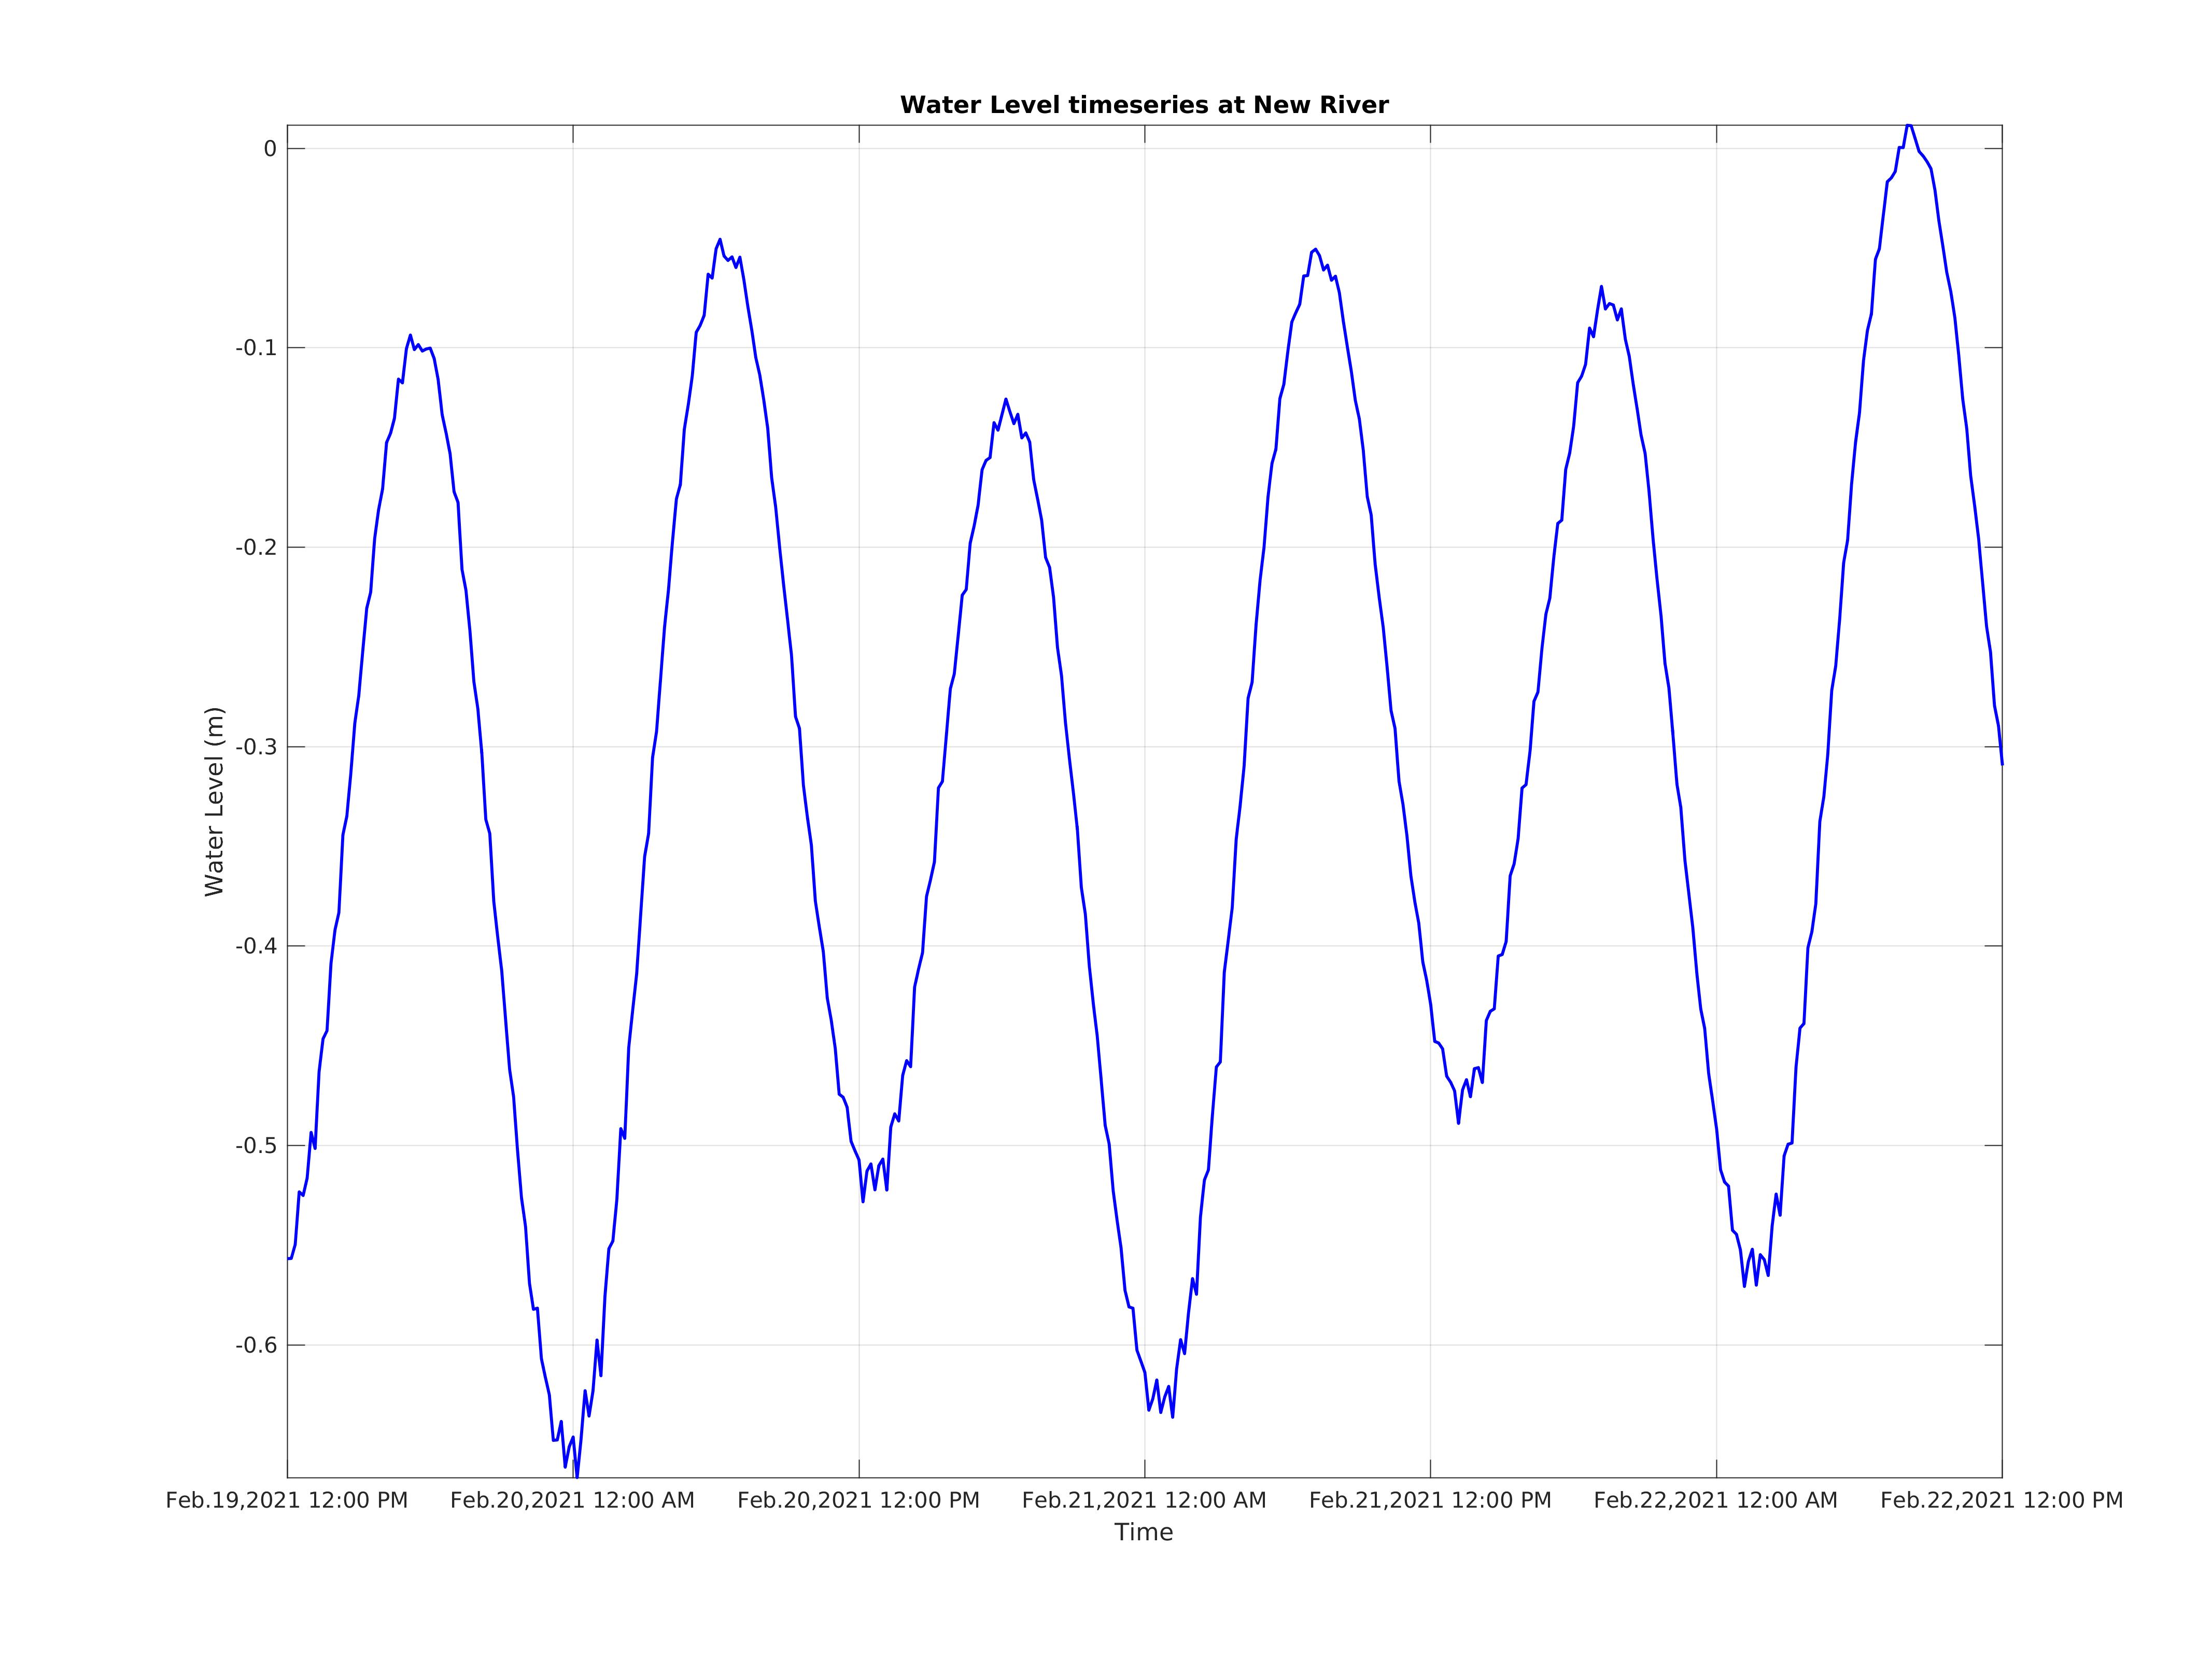 Water Level timeseries at New River
0
-0.1
-0.2
-0.3
-0.4
-0.5
-0.6
Water Level (m)
Feb.19,2021 12:00 PM Feb.20,2021 12:00 AM Feb.20,2021 12:00 PM Feb.21,2021 12:00 AM Feb.21,2021 12:00 PM Feb.22,2021 12:00 AM Feb.22,2021 12:00 PM
Time